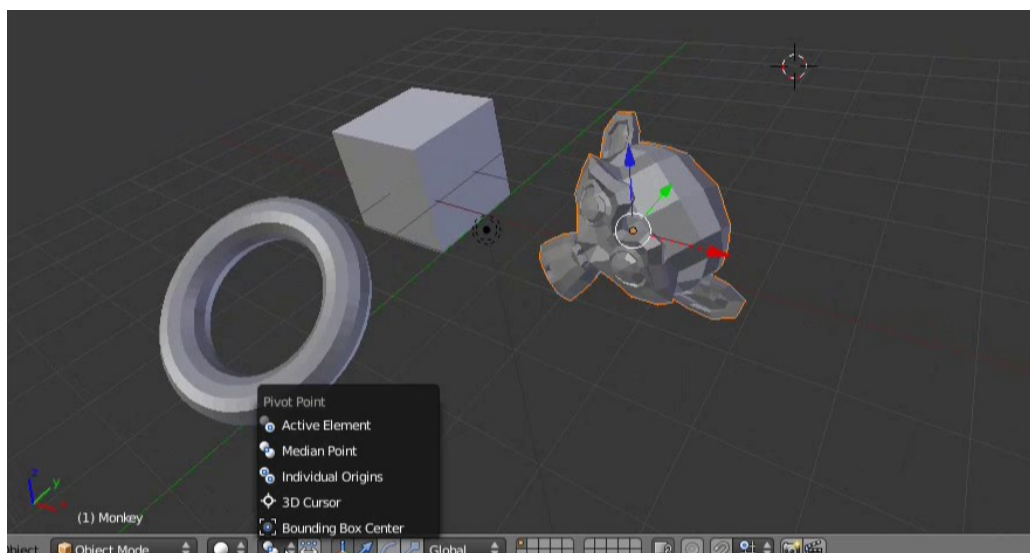 Pivot Point
Active Element
Median Point
Individual Origins
3D Cursor
Bounding Box Center
z
y
x
(1) Monkey
Object Mode
Global